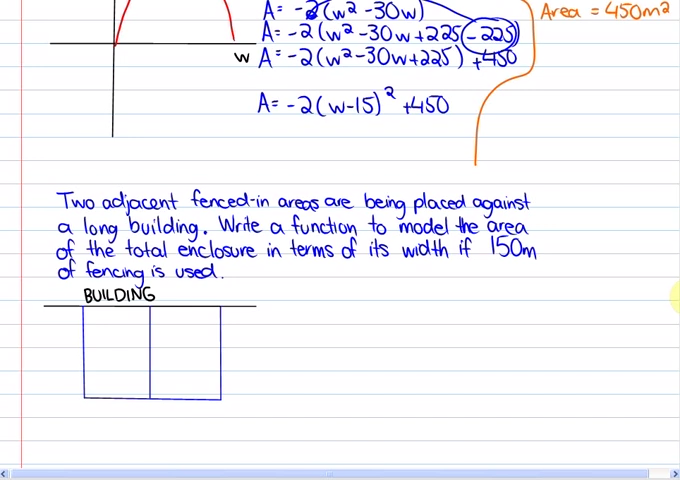 A = -2(w² -30w)
Area = 450m²
A = -2(w² -30w +225 -225)
w A = -2(w² -30w+225) +450
A = -2(w-15)² +450
Two adjacent fenced-in areas are being placed against
a long building. Write a function to model the area
of the total enclosure in terms of its width if 150m
of fencing is used.
BUILDING